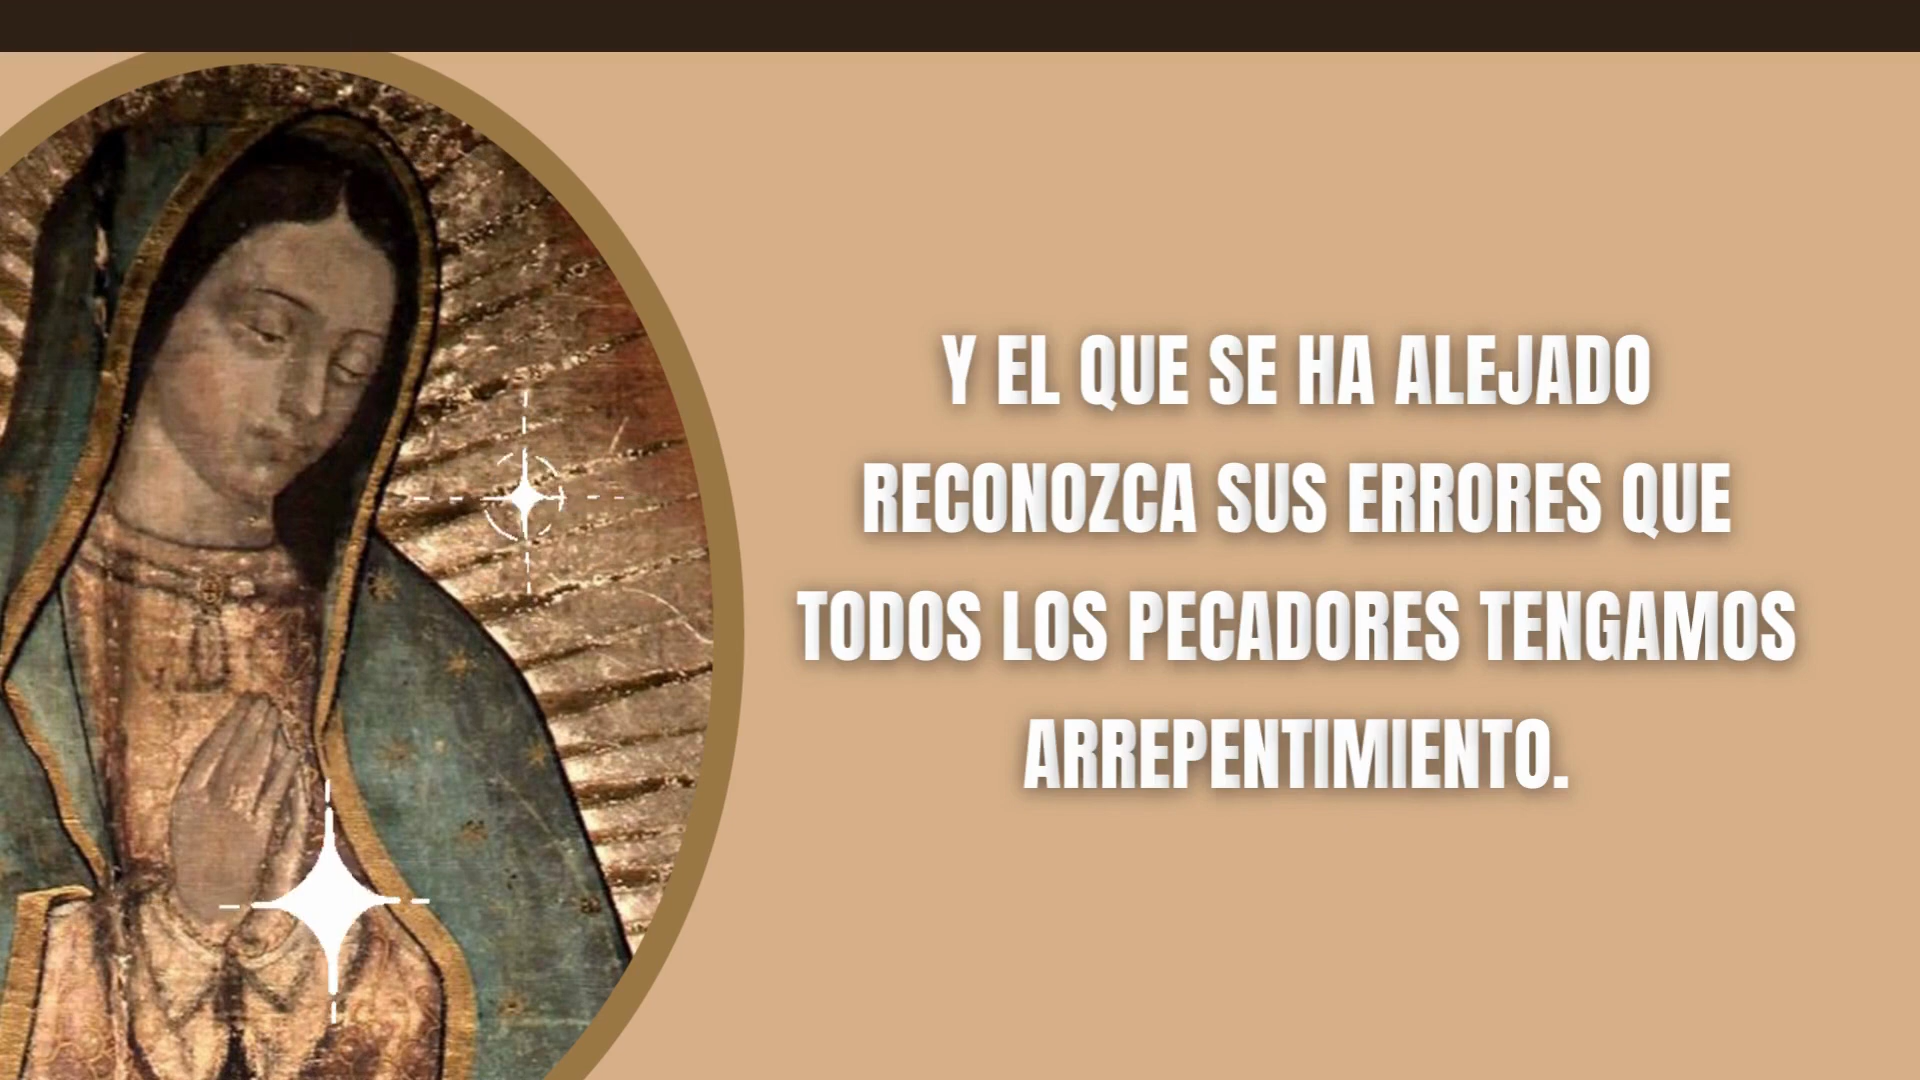 Y EL QUE SE HA ALEJADO
RECONOZCA SUS ERRORES QUE
TODOS LOS PECADORES TENGAMOS
ARREPENTIMIENTO.